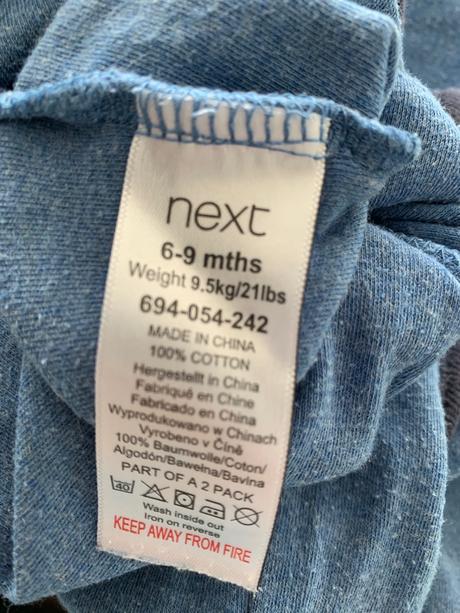 next
6-9 mths
Weight 9.5kg/21lbs
694-054-242
MADE IN CHINA
100% COTTON
Hergestellt in China
Fabriqué en Chine
Fabricado en China
Wyprodukowano w Chinach
Vyrobeno v Číně
100% Baumwolle/Coton/
Algodón/Bawełna/Bavlna
PART OF A 2 PACK
40
Wash inside out
Iron on reverse
KEEP AWAY FROM FIRE